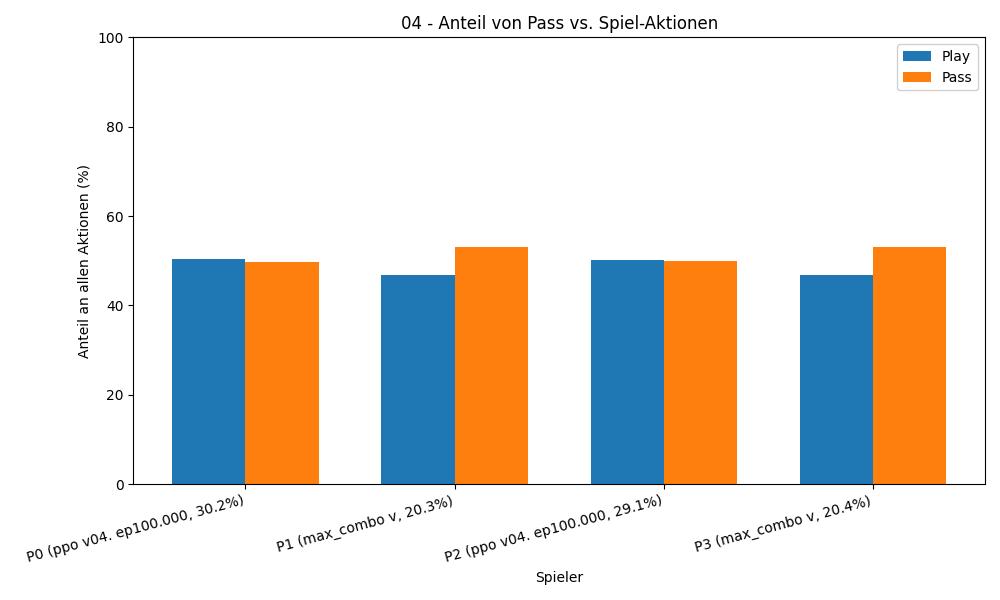 04 - Anteil von Pass vs. Spiel-Aktionen
Play
Pass
Anteil an allen Aktionen (%)
100
80
60
40
20
0
P0 (ppo v04. ep100.000, 30.2%)
P1 (max_combo v, 20.3%)
P2 (ppo v04. ep100.000, 29.1%)
P3 (max_combo v, 20.4%)
Spieler